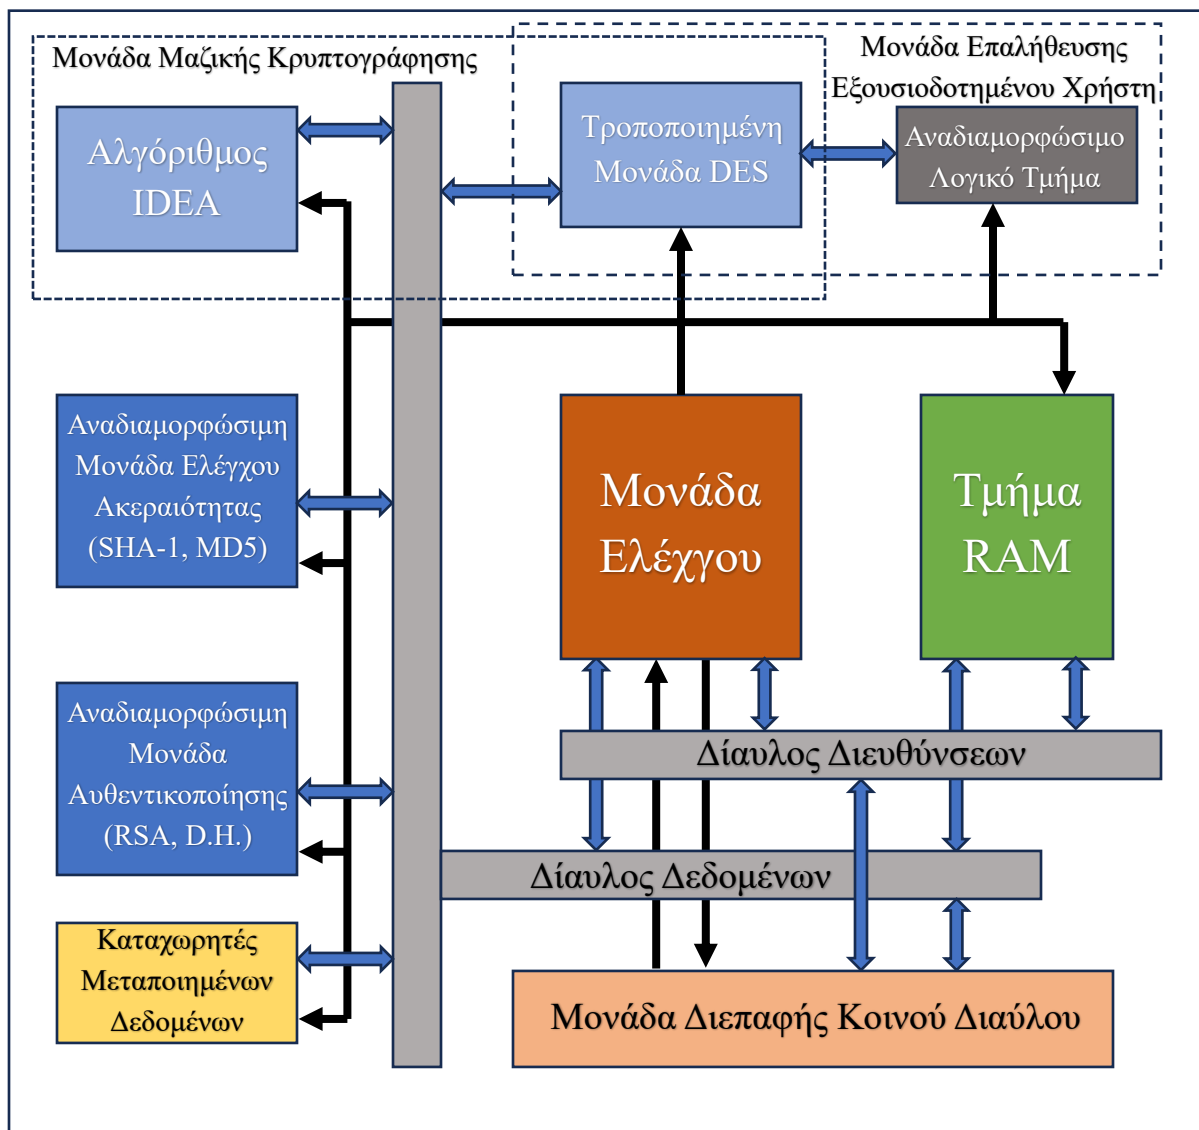 Μονάδα Μαζικής Κρυπτογράφησης
Μονάδα Επαλήθευσης
Εξουσιοδοτημένου Χρήστη
Αλγόριθμος
IDEA
Τροποποιημένη
Μονάδα DES
Αναδιαμορφώσιμο
Λογικό Τμήμα
Αναδιαμορφώσιμη
Μονάδα Ελέγχου
Ακεραιότητας
(SHA-1, MD5)
Μονάδα
Ελέχγου
Τμήμα
RAM
Αναδιαμορφώσιμη
Μονάδα
Αυθεντικοποίησης
(RSA, D.H.)
Δίαυλος Διευθύνσεων
Δίαυλος Δεδομένων
Καταχωρητές
Μεταποιημένων
Δεδομένων
Μονάδα Διεπαφής Κοινού Διαύλου